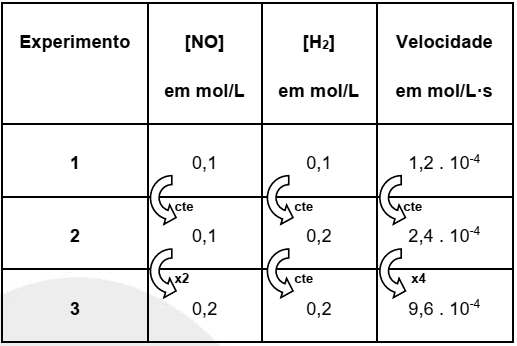 Experimento [NO] [H₂] Velocidade
em mol/L em mol/L em mol/L·s
1 0,1 0,1 1,2 . 10⁻⁴
cte cte cte
2 0,1 0,2 2,4 . 10⁻⁴
x2 cte x4
3 0,2 0,2 9,6 . 10⁻⁴